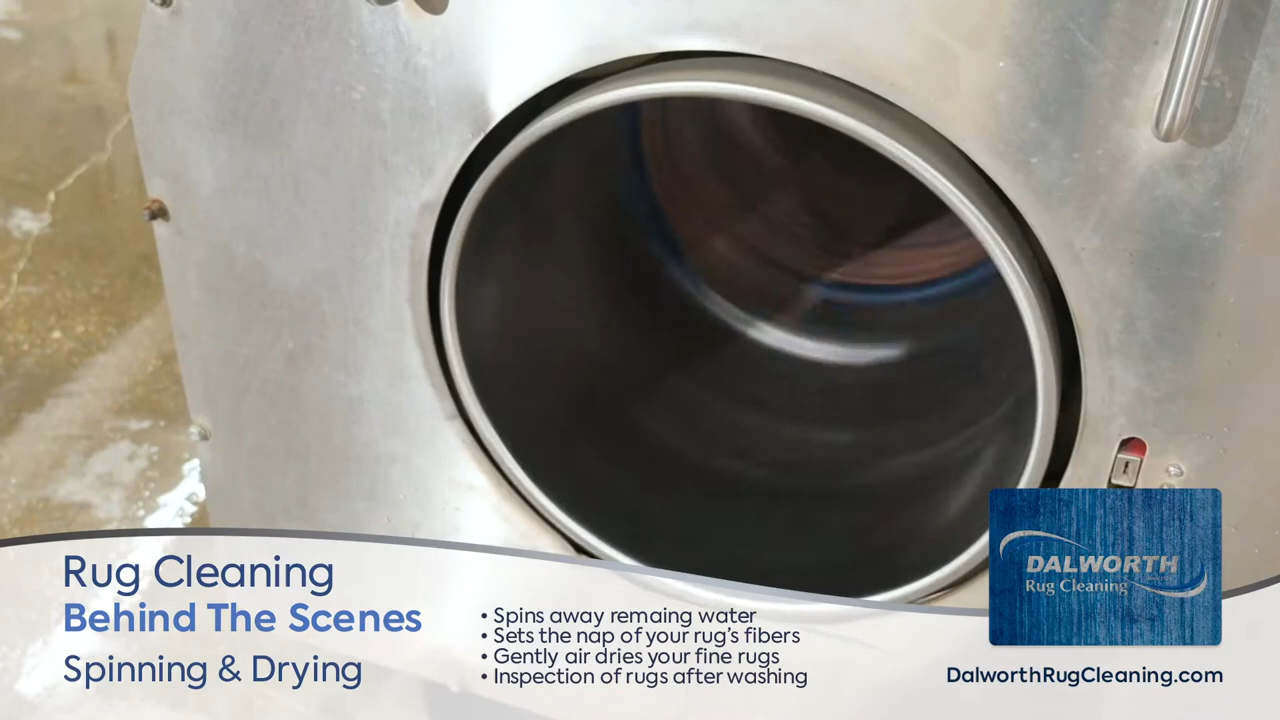 Rug Cleaning
Behind The Scenes
Spinning & Drying
• Spins away remaing water
• Sets the nap of your rug's fibers
• Gently air dries your fine rugs
• Inspection of rugs after washing
DALWORTH
Rug Cleaning
DalworthRugCleaning.com